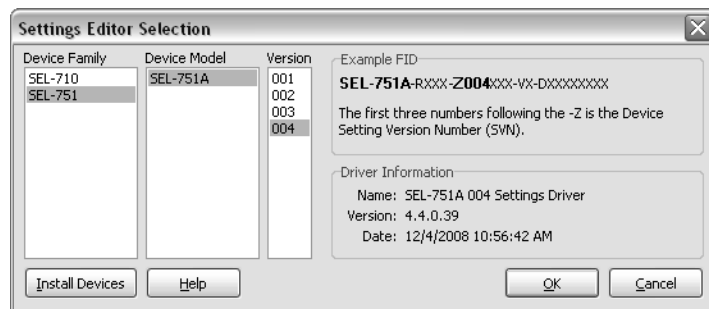 Settings Editor Selection
Device Family
SEL-710
SEL-751
Device Model
SEL-751A
Version
001
002
003
004
Example FID
SEL-751A-RXXX-Z004XXX-VX-DXXXXXXXX
The first three numbers following the -Z is the Device
Setting Version Number (SVN).
Driver Information
Name: SEL-751A 004 Settings Driver
Version: 4.4.0.39
Date: 12/4/2008 10:56:42 AM
Install Devices
Help
OK
Cancel